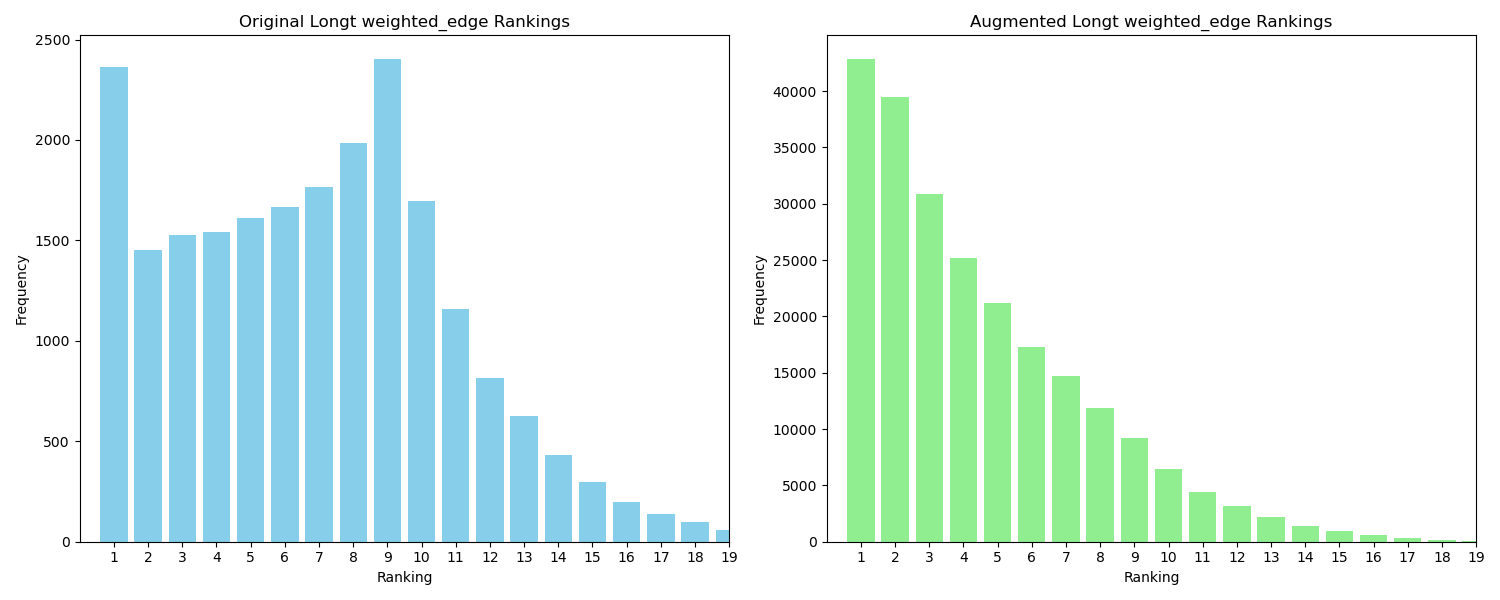 Original Longt weighted_edge Rankings
Frequency
2500
2000
1500
1000
500
0
1 2 3 4 5 6 7 8 9 10 11 12 13 14 15 16 17 18 19
Ranking
Augmented Longt weighted_edge Rankings
Frequency
40000
35000
30000
25000
20000
15000
10000
5000
0
1 2 3 4 5 6 7 8 9 10 11 12 13 14 15 16 17 18 19
Ranking